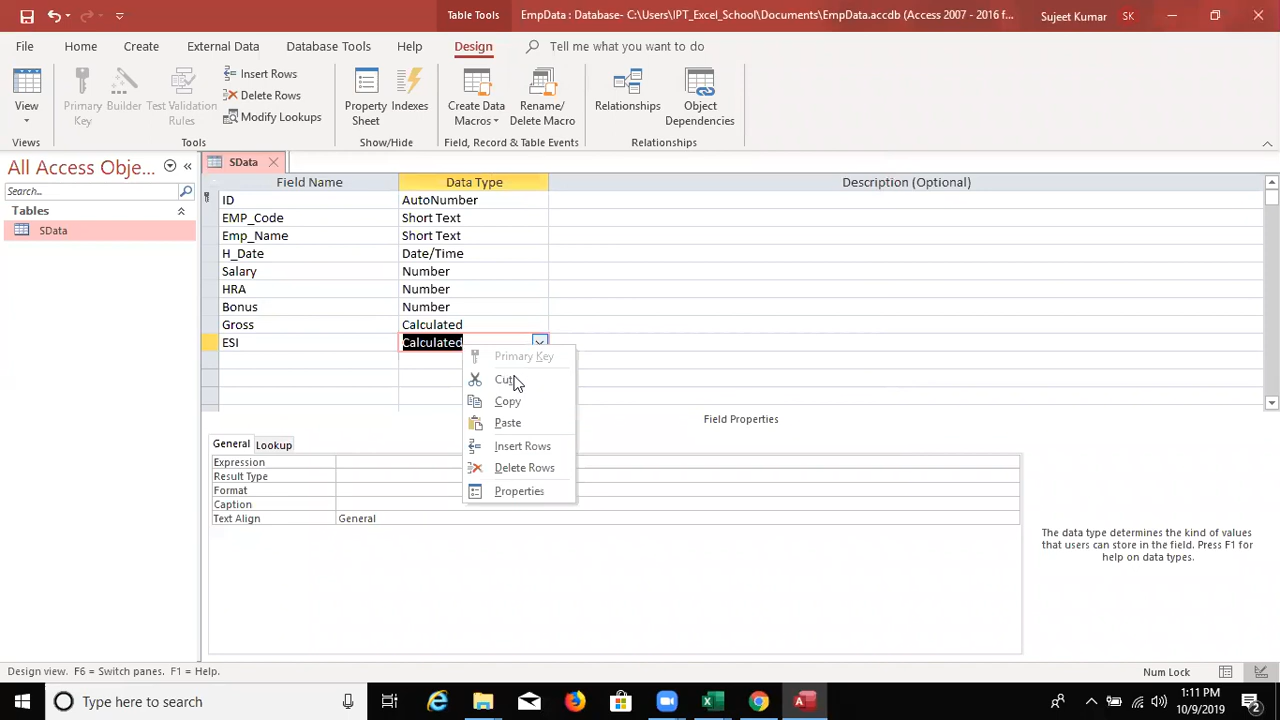 Table Tools
EmpData : Database- C:\Users\IPT_Excel_School\Documents\EmpData.accdb (Access 2007 - 2016 f...
Sujeet Kumar
SK
File
Home
Create
External Data
Database Tools
Help
Design
Tell me what you want to do
View
Primary Key
Builder
Test Validation Rules
Insert Rows
Delete Rows
Modify Lookups
Property Sheet
Indexes
Create Data Macros
Rename/ Delete Macro
Relationships
Object Dependencies
Views
Tools
Show/Hide
Field, Record & Table Events
Relationships
All Access Obje...
Search...
Tables
SData
SData
Field Name Data Type Description (Optional)
ID AutoNumber
EMP_Code Short Text
Emp_Name Short Text
H_Date Date/Time
Salary Number
HRA Number
Bonus Number
Gross Calculated
ESI Calculated
Primary Key
Cut
Copy
Paste
Insert Rows
Delete Rows
Properties
Field Properties
General Lookup
Expression
Result Type
Format
Caption
Text Align General
The data type determines the kind of values
that users can store in the field. Press F1 for
help on data types.
Design view. F6 = Switch panes. F1 = Help.
Num Lock
Type here to search
1:11 PM
10/9/2019
2